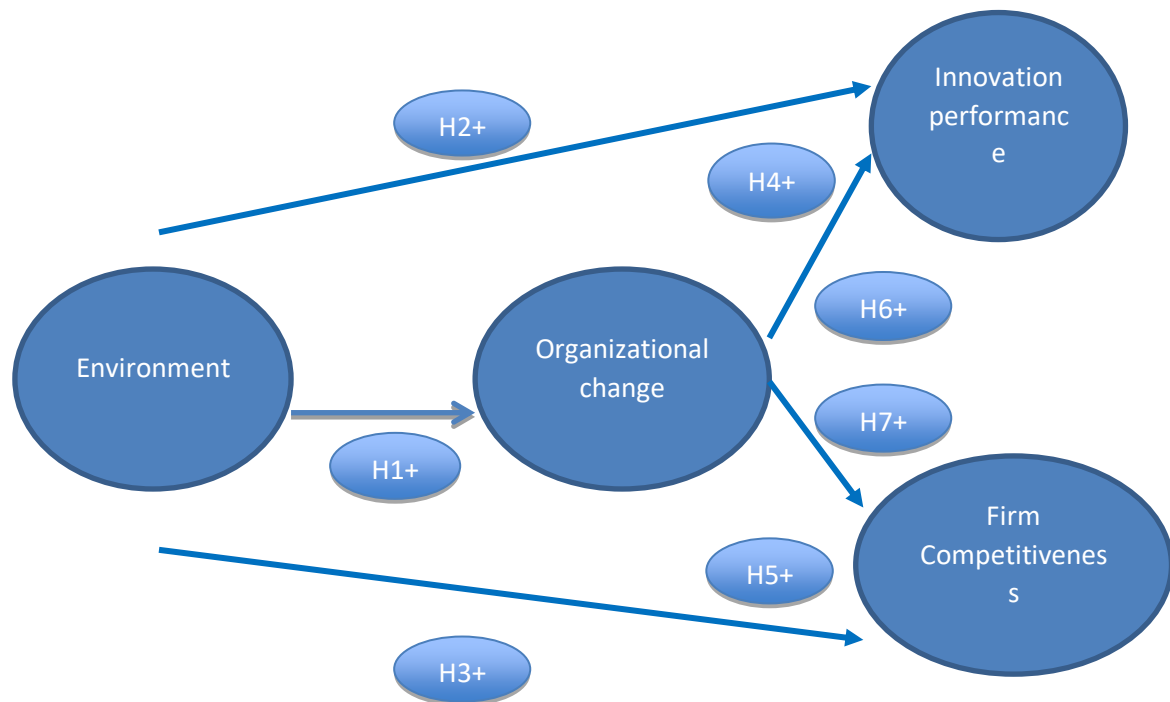 Innovation
performanc
e
H2+
H4+
H6+
Environment
Organizational
change
H7+
H1+
Firm
Competitivenes
s
H5+
H3+